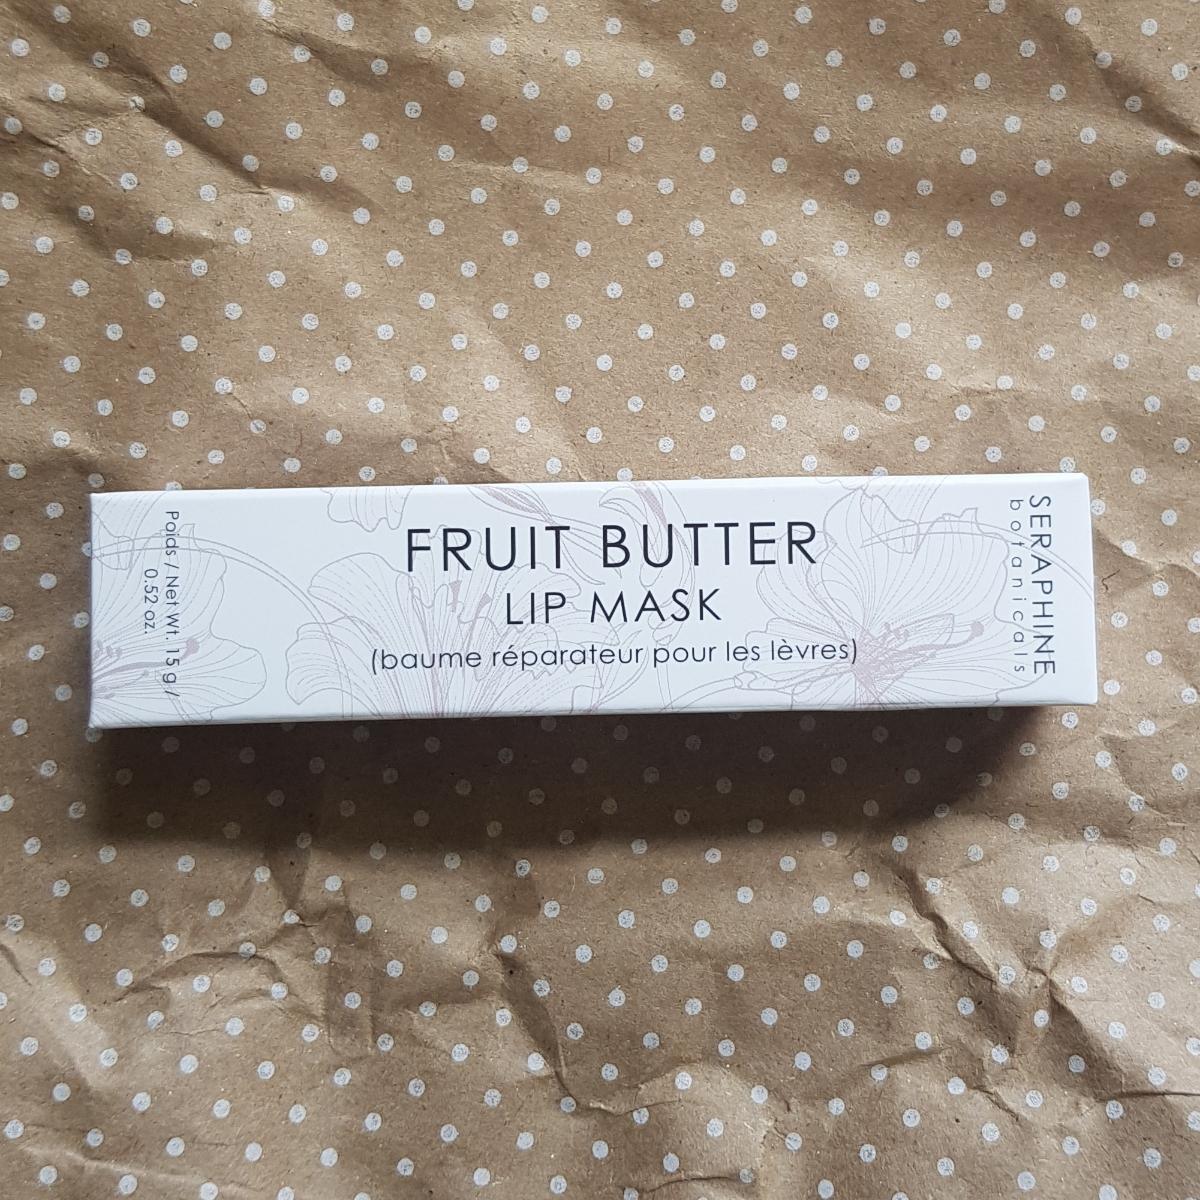 FRUIT BUTTER
LIP MASK
(baume réparateur pour les lèvres)
SERAPHINE
botanicals
Poids / Net Wt. 15 g /
0.52 oz.